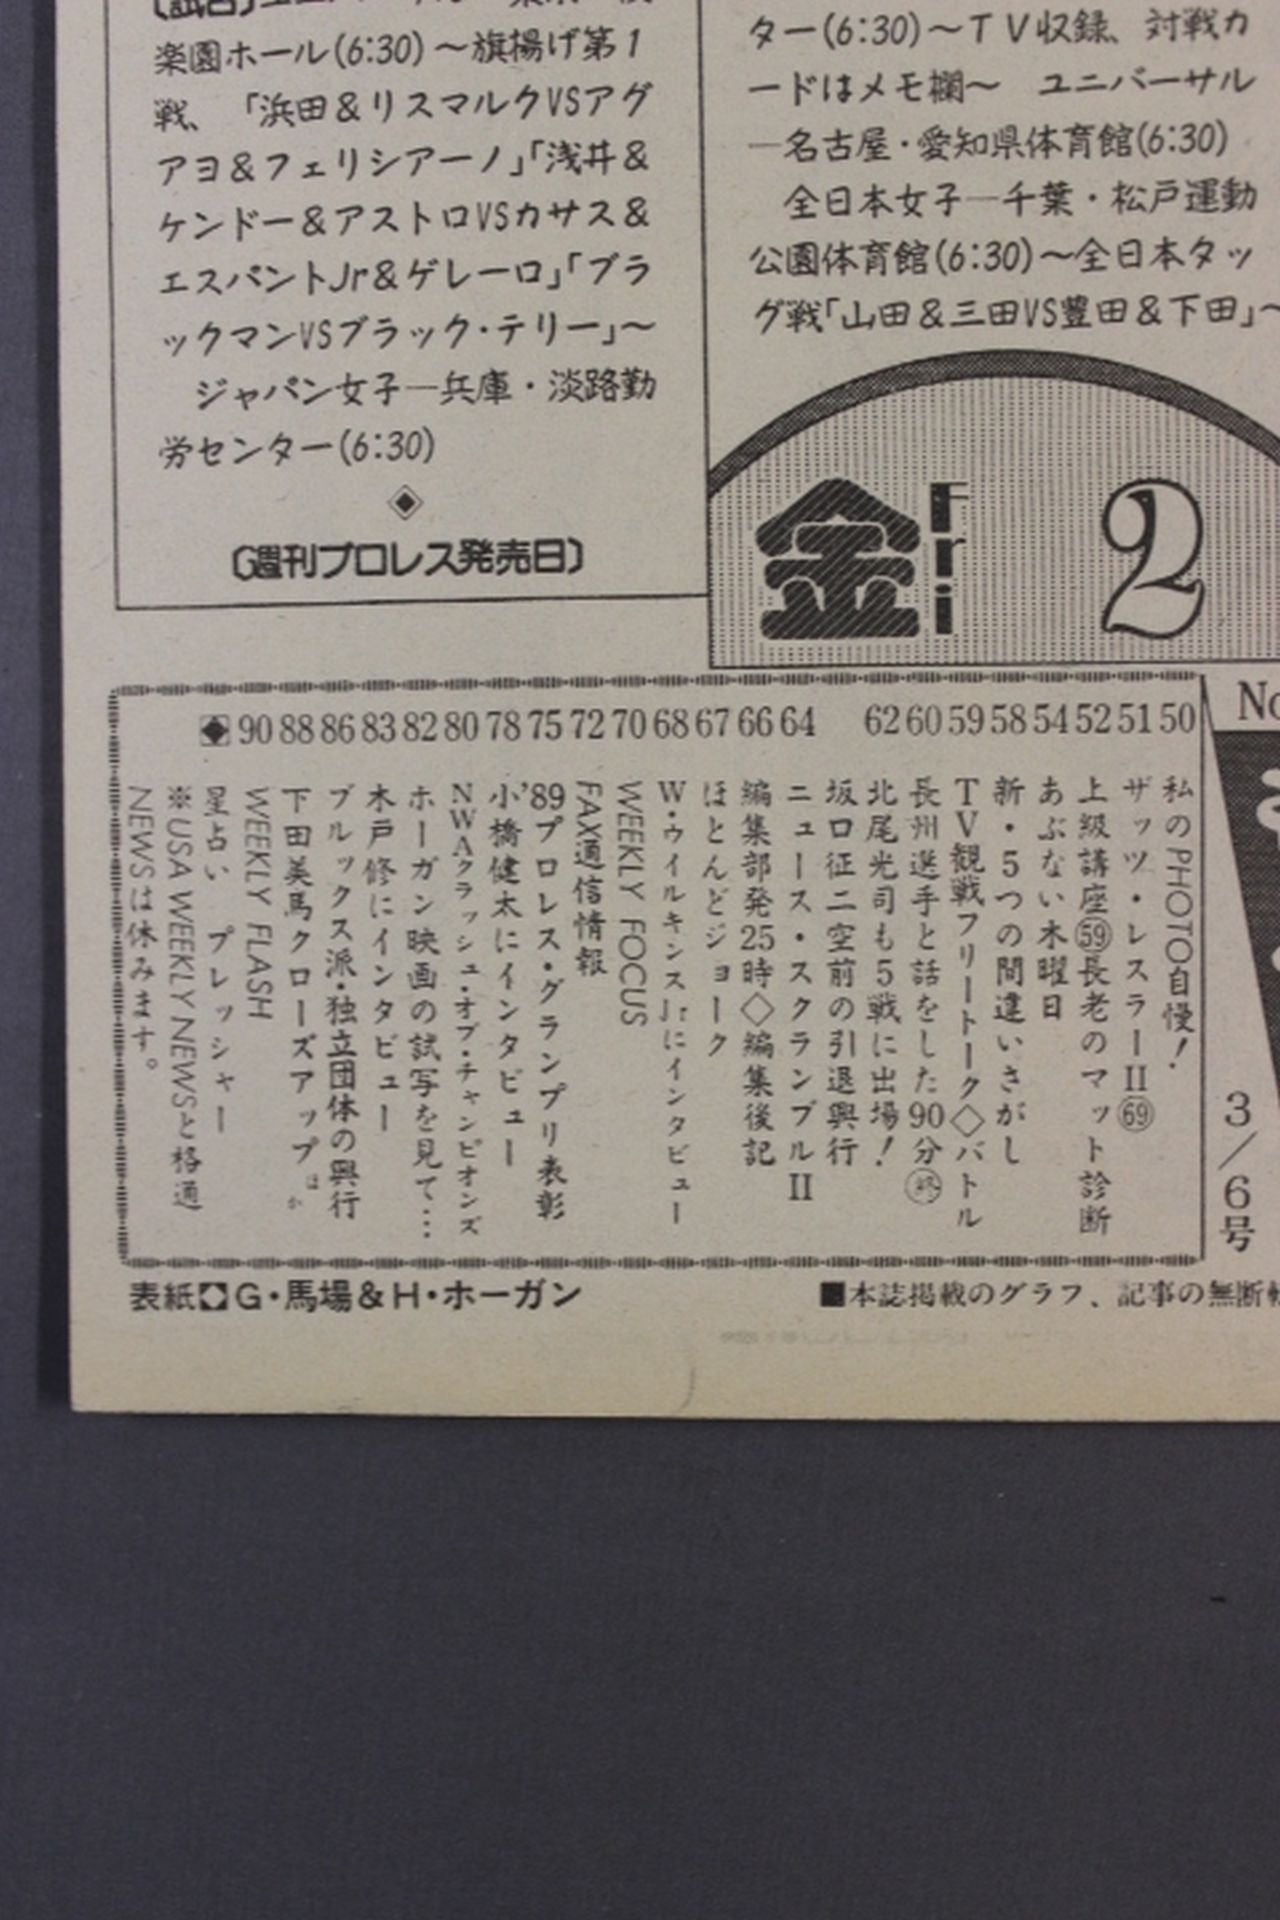 楽園ホール(6:30)〜旗揚げ第1
戦、「浜田&リスマルクVSアグ
アヨ&フェリシアーノ」「浅井&
ケンドー&アストロVSカサス&
エスパントJr&ゲレーロ」「ブラ
ックマンVSブラック・テリー」〜
ジャパン女子―兵庫・淡路勤
労センター(6:30)
◈
〔週刊プロレス発売日〕
ター(6:30)〜TV収録、対戦カ
ードはメモ欄〜　ユニバーサル
―名古屋・愛知県体育館(6:30)
全日本女子―千葉・松戸運動
公園体育館(6:30)〜全日本タッ
グ戦「山田&三田VS豊田&下田」〜
金 Fri 2
50 私のPHOTO自慢!
51 ザッツ・レスラーII㊴
52 上級講座59長老のマット診断
54 あぶない木曜日
58 新・5つの間違いさがし
59 TV観戦フリートーク◇バトル
60 長州選手と話をした90分㊡
62 北尾光司も5戦に出場!
坂口征二空前の引退興行
64 ニュース・スクランブルII
66 編集部発25時◇編集後記
67 ほとんどジョーク
68 W・ウイルキンスJrにインタビュー
70 WEEKLY FOCUS
72 FAX通信情報
75 '89プロレス・グランプリ表彰
78 小橋健太にインタビュー
80 NWAクラッシュ・オブ・チャンピオンズ
82 ホーガン映画の試写を見て…
83 木戸修にインタビュー
86 ブルックス派・独立団体の興行
88 下田美馬クローズアップほか
90 WEEKLY FLASH
◈ 星占い　プレッシャー
※USA WEEKLY NEWSと格通
NEWSは休みます。
No
3/6号
表紙◘G・馬場&H・ホーガン
■本誌掲載のグラフ、記事の無断転